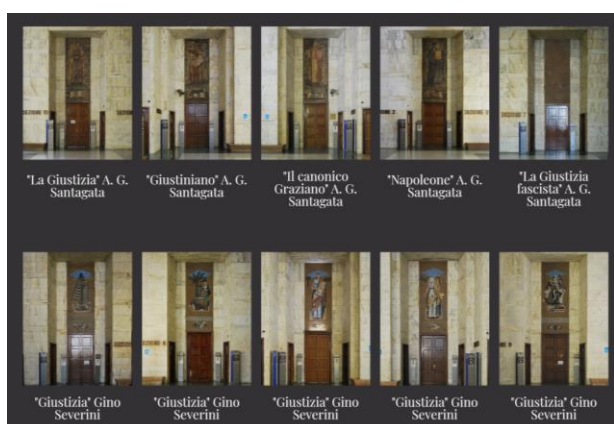 "La Giustizia" A. G.
Santagata
"Giustiniano" A. G.
Santagata
"Il canonico
Graziano" A. G.
Santagata
"Napoleone" A. G.
Santagata
"La Giustizia
fascista" A. G.
Santagata
"Giustizia" Gino
Severini
"Giustizia" Gino
Severini
"Giustizia" Gino
Severini
"Giustizia" Gino
Severini
"Giustizia" Gino
Severini